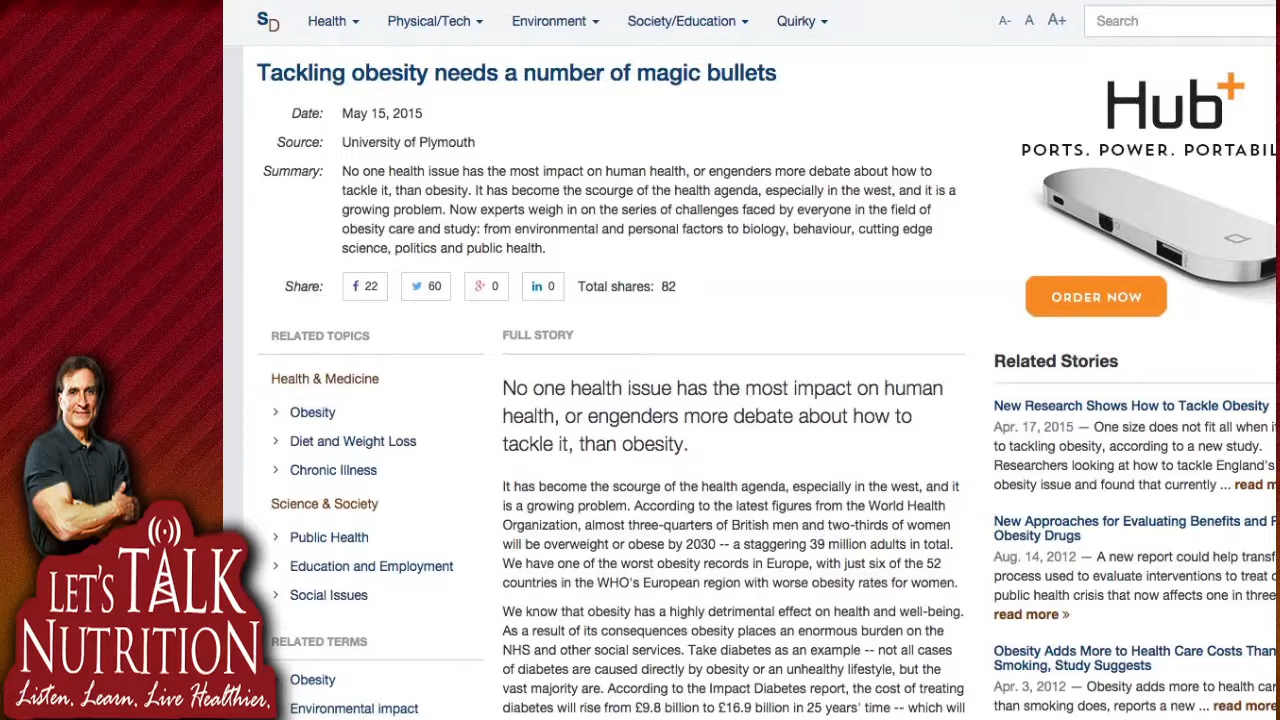 SD Health Physical/Tech Environment Society/Education Quirky A- A A+ Search
Tackling obesity needs a number of magic bullets
Date: May 15, 2015
Source: University of Plymouth
Summary: No one health issue has the most impact on human health, or engenders more debate about how to
tackle it, than obesity. It has become the scourge of the health agenda, especially in the west, and it is a
growing problem. Now experts weigh in on the series of challenges faced by everyone in the field of
obesity care and study: from environmental and personal factors to biology, behaviour, cutting edge
science, politics and public health.
Share: f 22 60 g+ 0 in 0 Total shares: 82
RELATED TOPICS
Health & Medicine
> Obesity
> Diet and Weight Loss
> Chronic Illness
Science & Society
> Public Health
> Education and Employment
> Social Issues
RELATED TERMS
Obesity
Environmental impact
FULL STORY
No one health issue has the most impact on human
health, or engenders more debate about how to
tackle it, than obesity.
It has become the scourge of the health agenda, especially in the west, and it
is a growing problem. According to the latest figures from the World Health
Organization, almost three-quarters of British men and two-thirds of women
will be overweight or obese by 2030 -- a staggering 39 million adults in total.
We have one of the worst obesity records in Europe, with just six of the 52
countries in the WHO's European region with worse obesity rates for women.
We know that obesity has a highly detrimental effect on health and well-being.
As a result of its consequences obesity places an enormous burden on the
NHS and other social services. Take diabetes as an example -- not all cases
of diabetes are caused directly by obesity or an unhealthy lifestyle, but the
vast majority are. According to the Impact Diabetes report, the cost of treating
diabetes will rise from £9.8 billion to £16.9 billion in 25 years' time -- which will
Hub+
PORTS. POWER. PORTABIL
ORDER NOW
Related Stories
New Research Shows How to Tackle Obesity
Apr. 17, 2015 — One size does not fit all when i
to tackling obesity, according to a new study.
Researchers looking at how to tackle England's
obesity issue and found that currently ... read m
New Approaches for Evaluating Benefits and R
Obesity Drugs
Aug. 14, 2012 — A new report could help transf
process used to evaluate interventions to treat o
public health crisis that now affects one in three
read more »
Obesity Adds More to Health Care Costs Than
Smoking, Study Suggests
Apr. 3, 2012 — Obesity adds more to health car
than smoking does, reports a new ... read more
LET'S TALK
NUTRITION
Listen. Learn. Live Healthier.